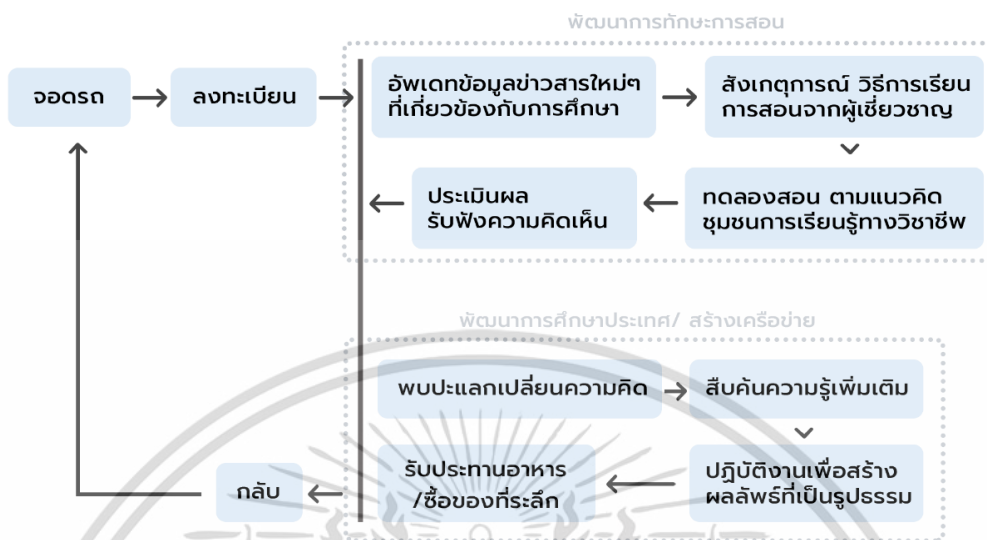 พัฒนาการทักษะการสอน
จอดรถ
ลงทะเบียน
อัพเดทข้อมูลข่าวสารใหม่ๆ
ที่เกี่ยวข้องกับการศึกษา
สังเกตุการณ์ วิธีการเรียน
การสอนจากผู้เชี่ยวชาญ
ประเมินผล
รับฟังความคิดเห็น
ทดลองสอน ตามแนวคิด
ชุมชนการเรียนรู้ทางวิชาชีพ
พัฒนาการศึกษาประเทศ/ สร้างเครือข่าย
พบปะแลกเปลี่ยนความคิด
สืบค้นความรู้เพิ่มเติม
รับประทานอาหาร
/ซื้อของที่ระลึก
ปฏิบัติงานเพื่อสร้าง
ผลลัพธ์ที่เป็นรูปธรรม
กลับ